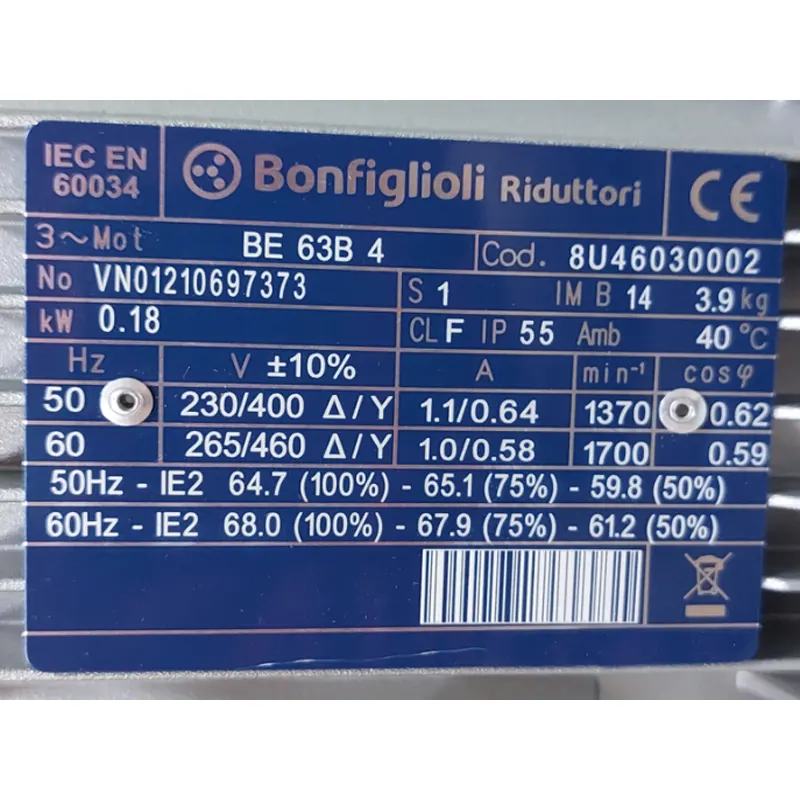 IEC EN
60034
Bonfiglioli Riduttori
CE
3~Mot BE 63B 4 Cod. 8U46030002
No VN01210697373 S 1 IM B 14 3.9 kg
kW 0.18 CL F IP 55 Amb 40 °C
Hz V ±10% A min⁻¹ cosφ
50 230/400 Δ/Y 1.1/0.64 1370 0.62
60 265/460 Δ/Y 1.0/0.58 1700 0.59
50Hz - IE2 64.7 (100%) - 65.1 (75%) - 59.8 (50%)
60Hz - IE2 68.0 (100%) - 67.9 (75%) - 61.2 (50%)